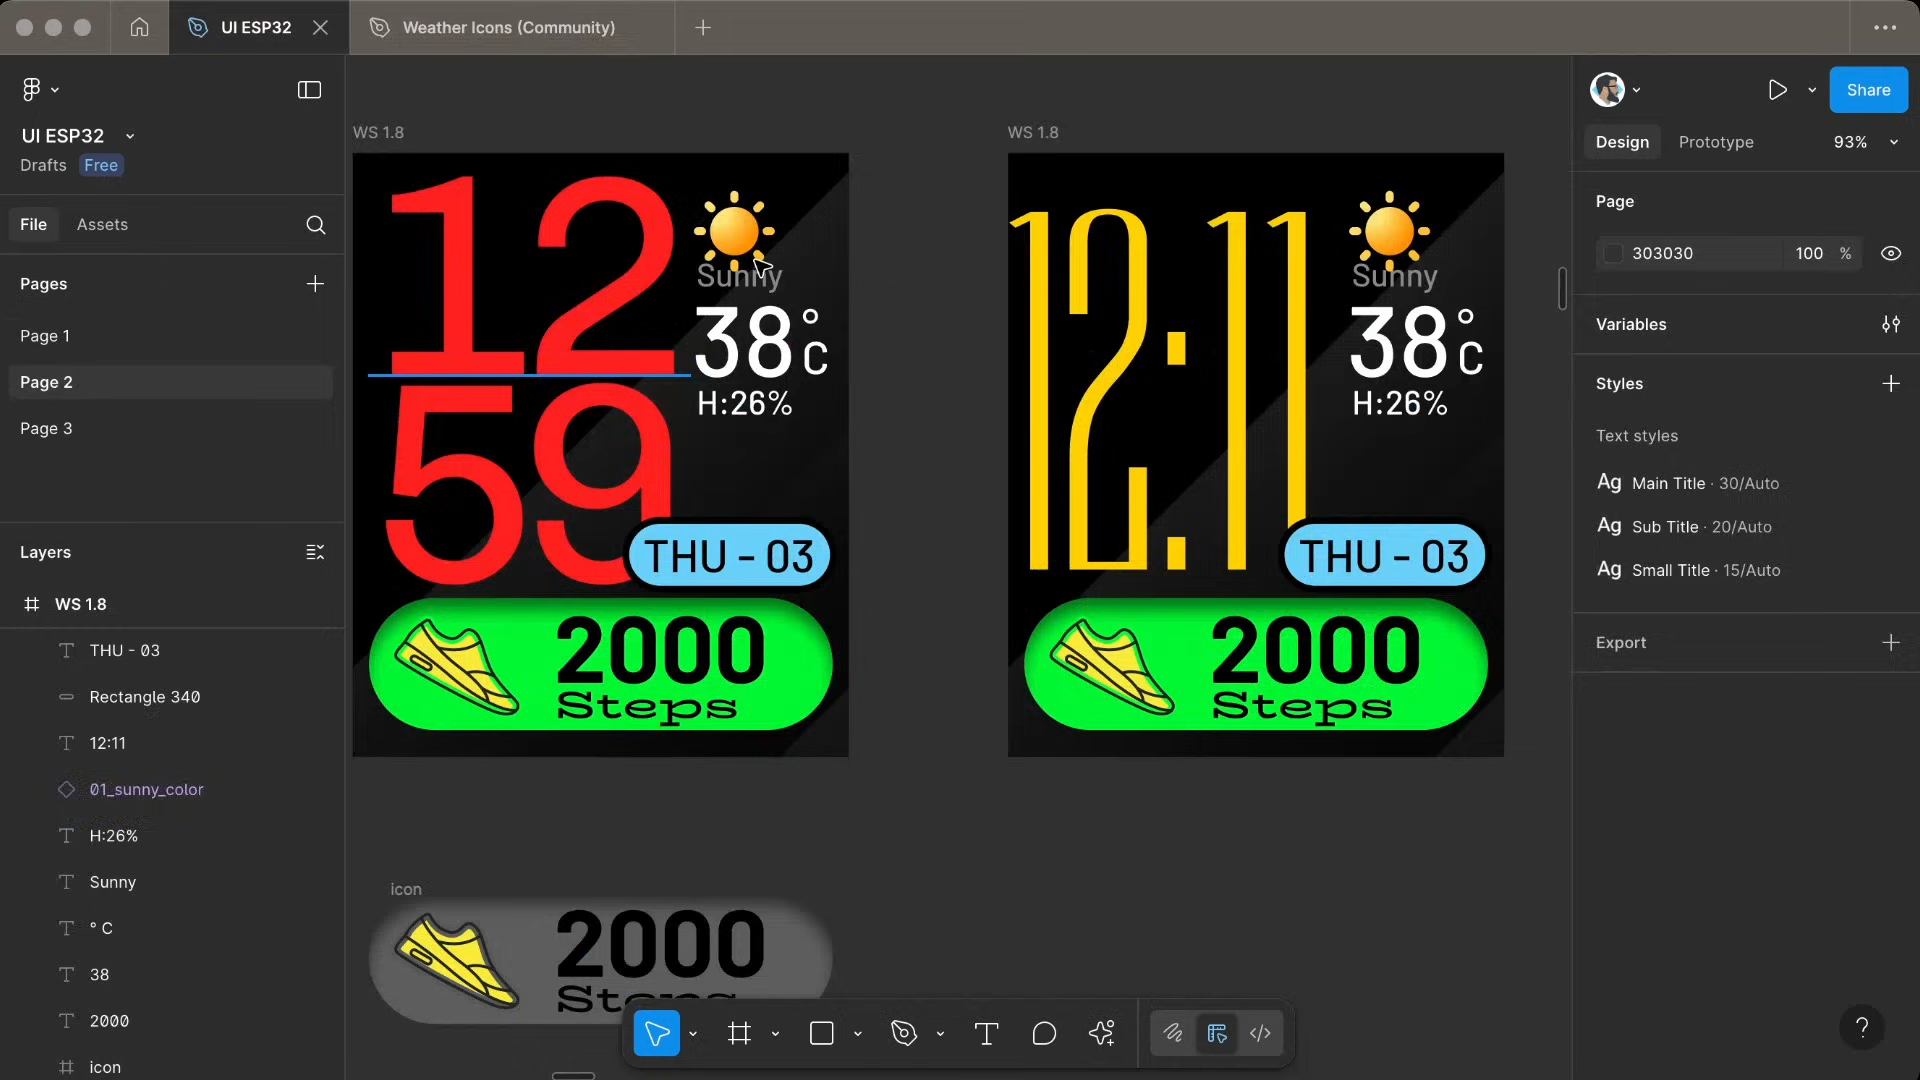 UI ESP32
Weather Icons (Community)
UI ESP32
Drafts Free
File Assets
Pages
Page 1
Page 2
Page 3
Layers
WS 1.8
THU - 03
Rectangle 340
12:11
01_sunny_color
H:26%
Sunny
° C
38
2000
icon
WS 1.8
12
59
Sunny
38 ° C
H:26%
THU - 03
2000
Steps
WS 1.8
12:11
Sunny
38 ° C
H:26%
THU - 03
2000
Steps
icon
2000
Steps
Share
Design Prototype 93%
Page
303030 100 %
Variables
Styles
Text styles
Ag Main Title · 30/Auto
Ag Sub Title · 20/Auto
Ag Small Title · 15/Auto
Export
?